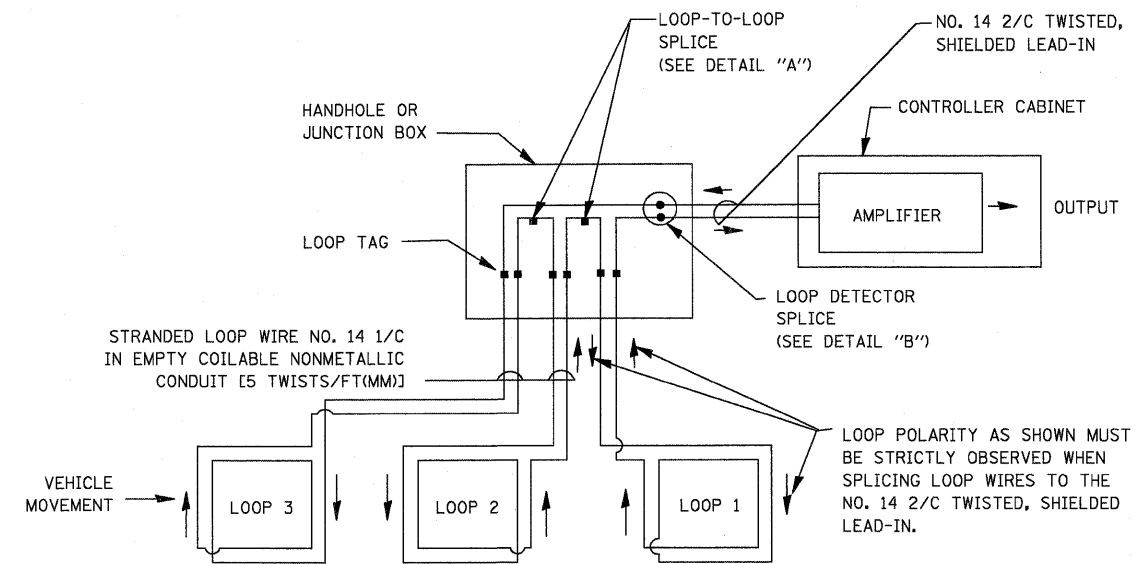 LOOP-TO-LOOP
SPLICE
(SEE DETAIL "A")
NO. 14 2/C TWISTED,
SHIELDED LEAD-IN
HANDHOLE OR
JUNCTION BOX
CONTROLLER CABINET
AMPLIFIER
OUTPUT
LOOP TAG
LOOP DETECTOR
SPLICE
(SEE DETAIL "B")
STRANDED LOOP WIRE NO. 14 1/C
IN EMPTY COILABLE NONMETALLIC
CONDUIT [5 TWISTS/FT(MM)]
LOOP POLARITY AS SHOWN MUST
BE STRICTLY OBSERVED WHEN
SPLICING LOOP WIRES TO THE
NO. 14 2/C TWISTED, SHIELDED
LEAD-IN.
VEHICLE
MOVEMENT
LOOP 3
LOOP 2
LOOP 1